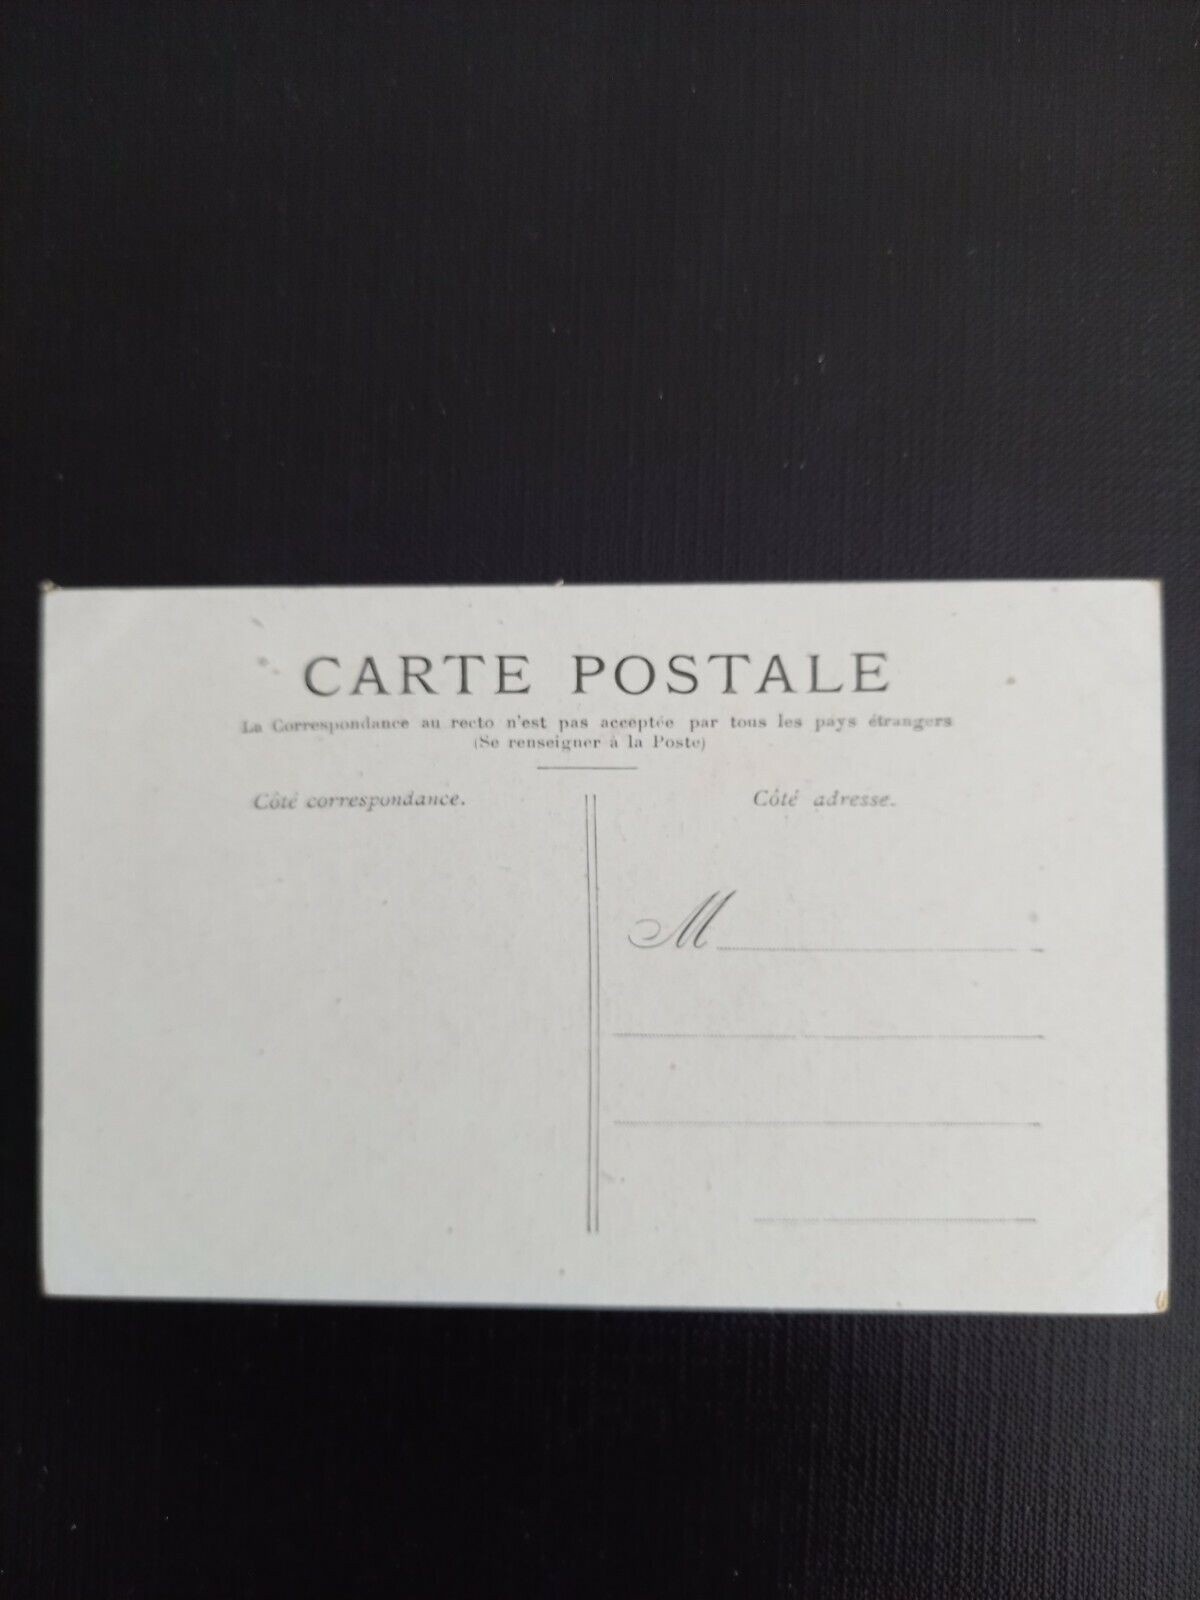 CARTE POSTALE
La Correspondance au recto n'est pas acceptée par tous les pays étrangers
(Se renseigner à la Poste)
Côté correspondance.
Côté adresse.
M